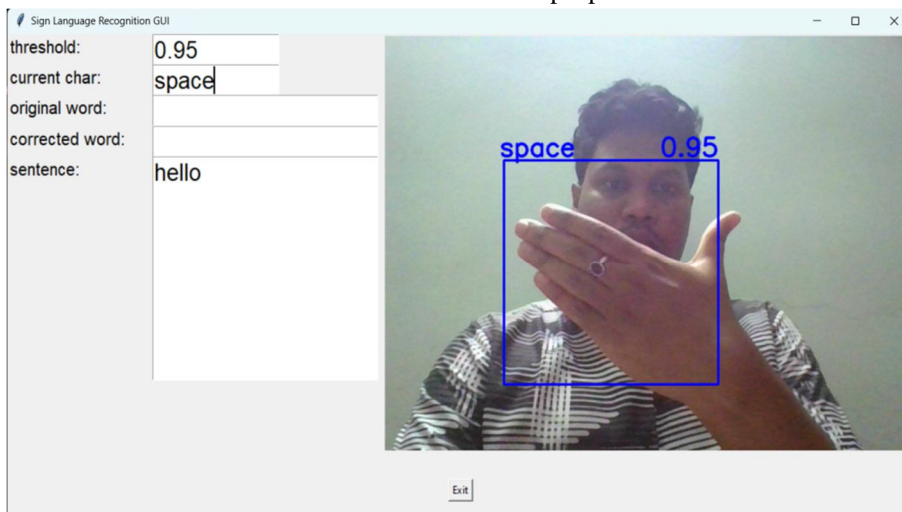 Sign Language Recognition GUI
threshold: 0.95
current char: space
original word:
corrected word:
sentence: hello
space 0.95
Exit